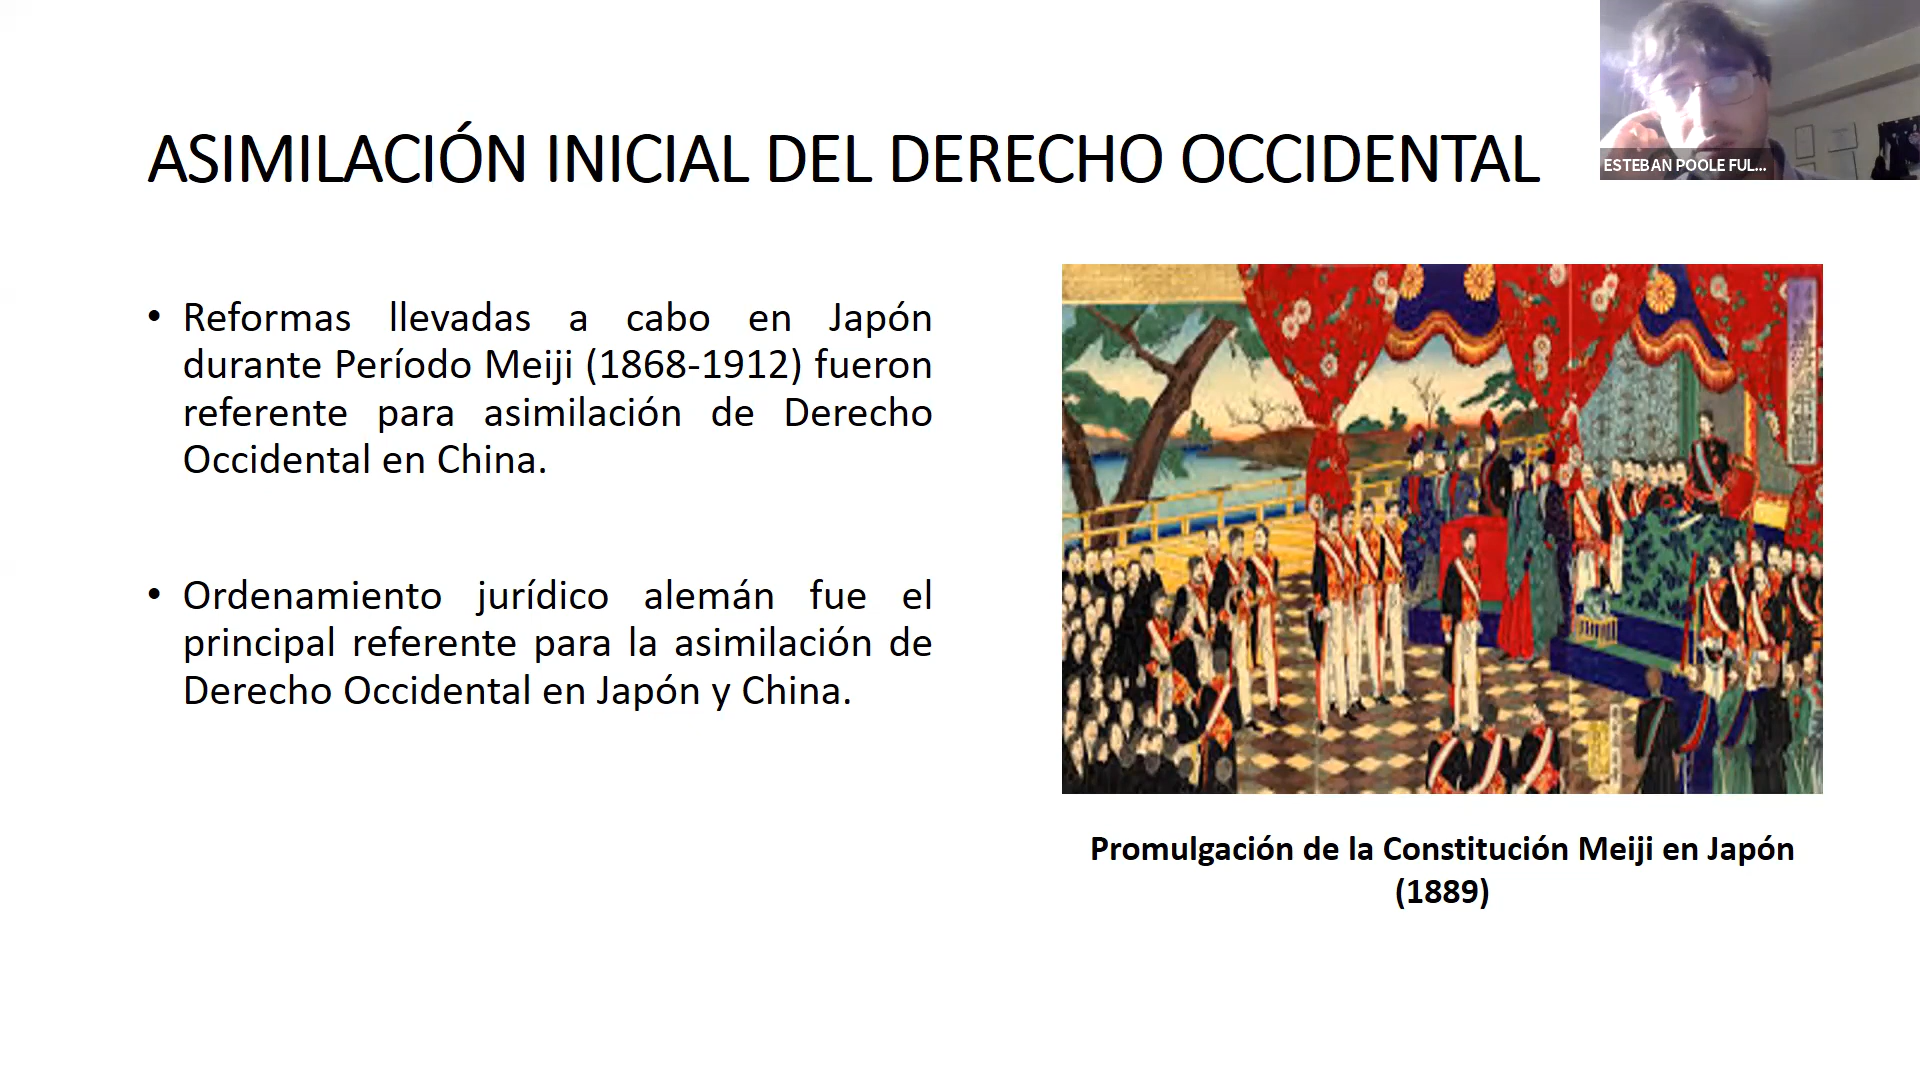 ASIMILACIÓN INICIAL DEL DERECHO OCCIDENTAL
ESTEBAN POOLE FUL...
• Reformas llevadas a cabo en Japón
durante Período Meiji (1868-1912) fueron
referente para asimilación de Derecho
Occidental en China.
• Ordenamiento jurídico alemán fue el
principal referente para la asimilación de
Derecho Occidental en Japón y China.
Promulgación de la Constitución Meiji en Japón
(1889)